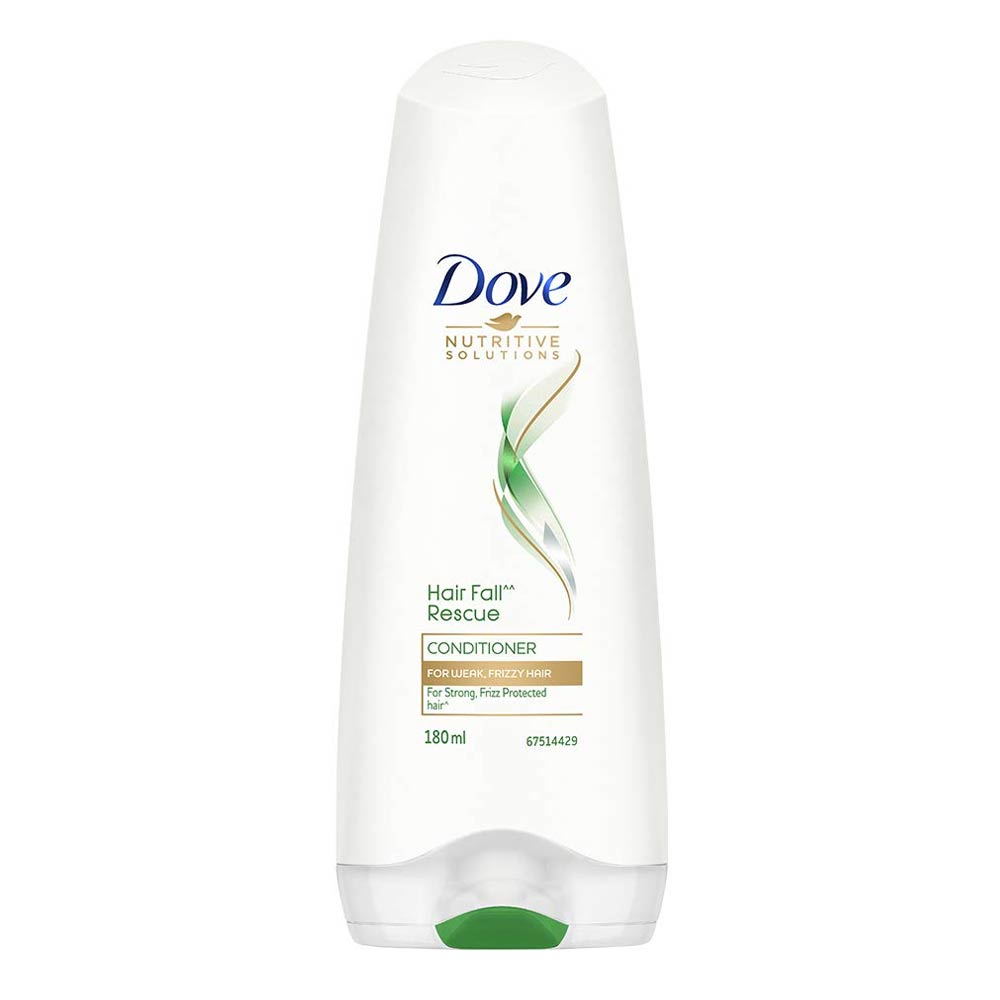 Dove
NUTRITIVE
SOLUTIONS
Hair Fall^^
Rescue
CONDITIONER
FOR WEAK, FRIZZY HAIR
For Strong, Frizz Protected
hair^
180ml
67514429